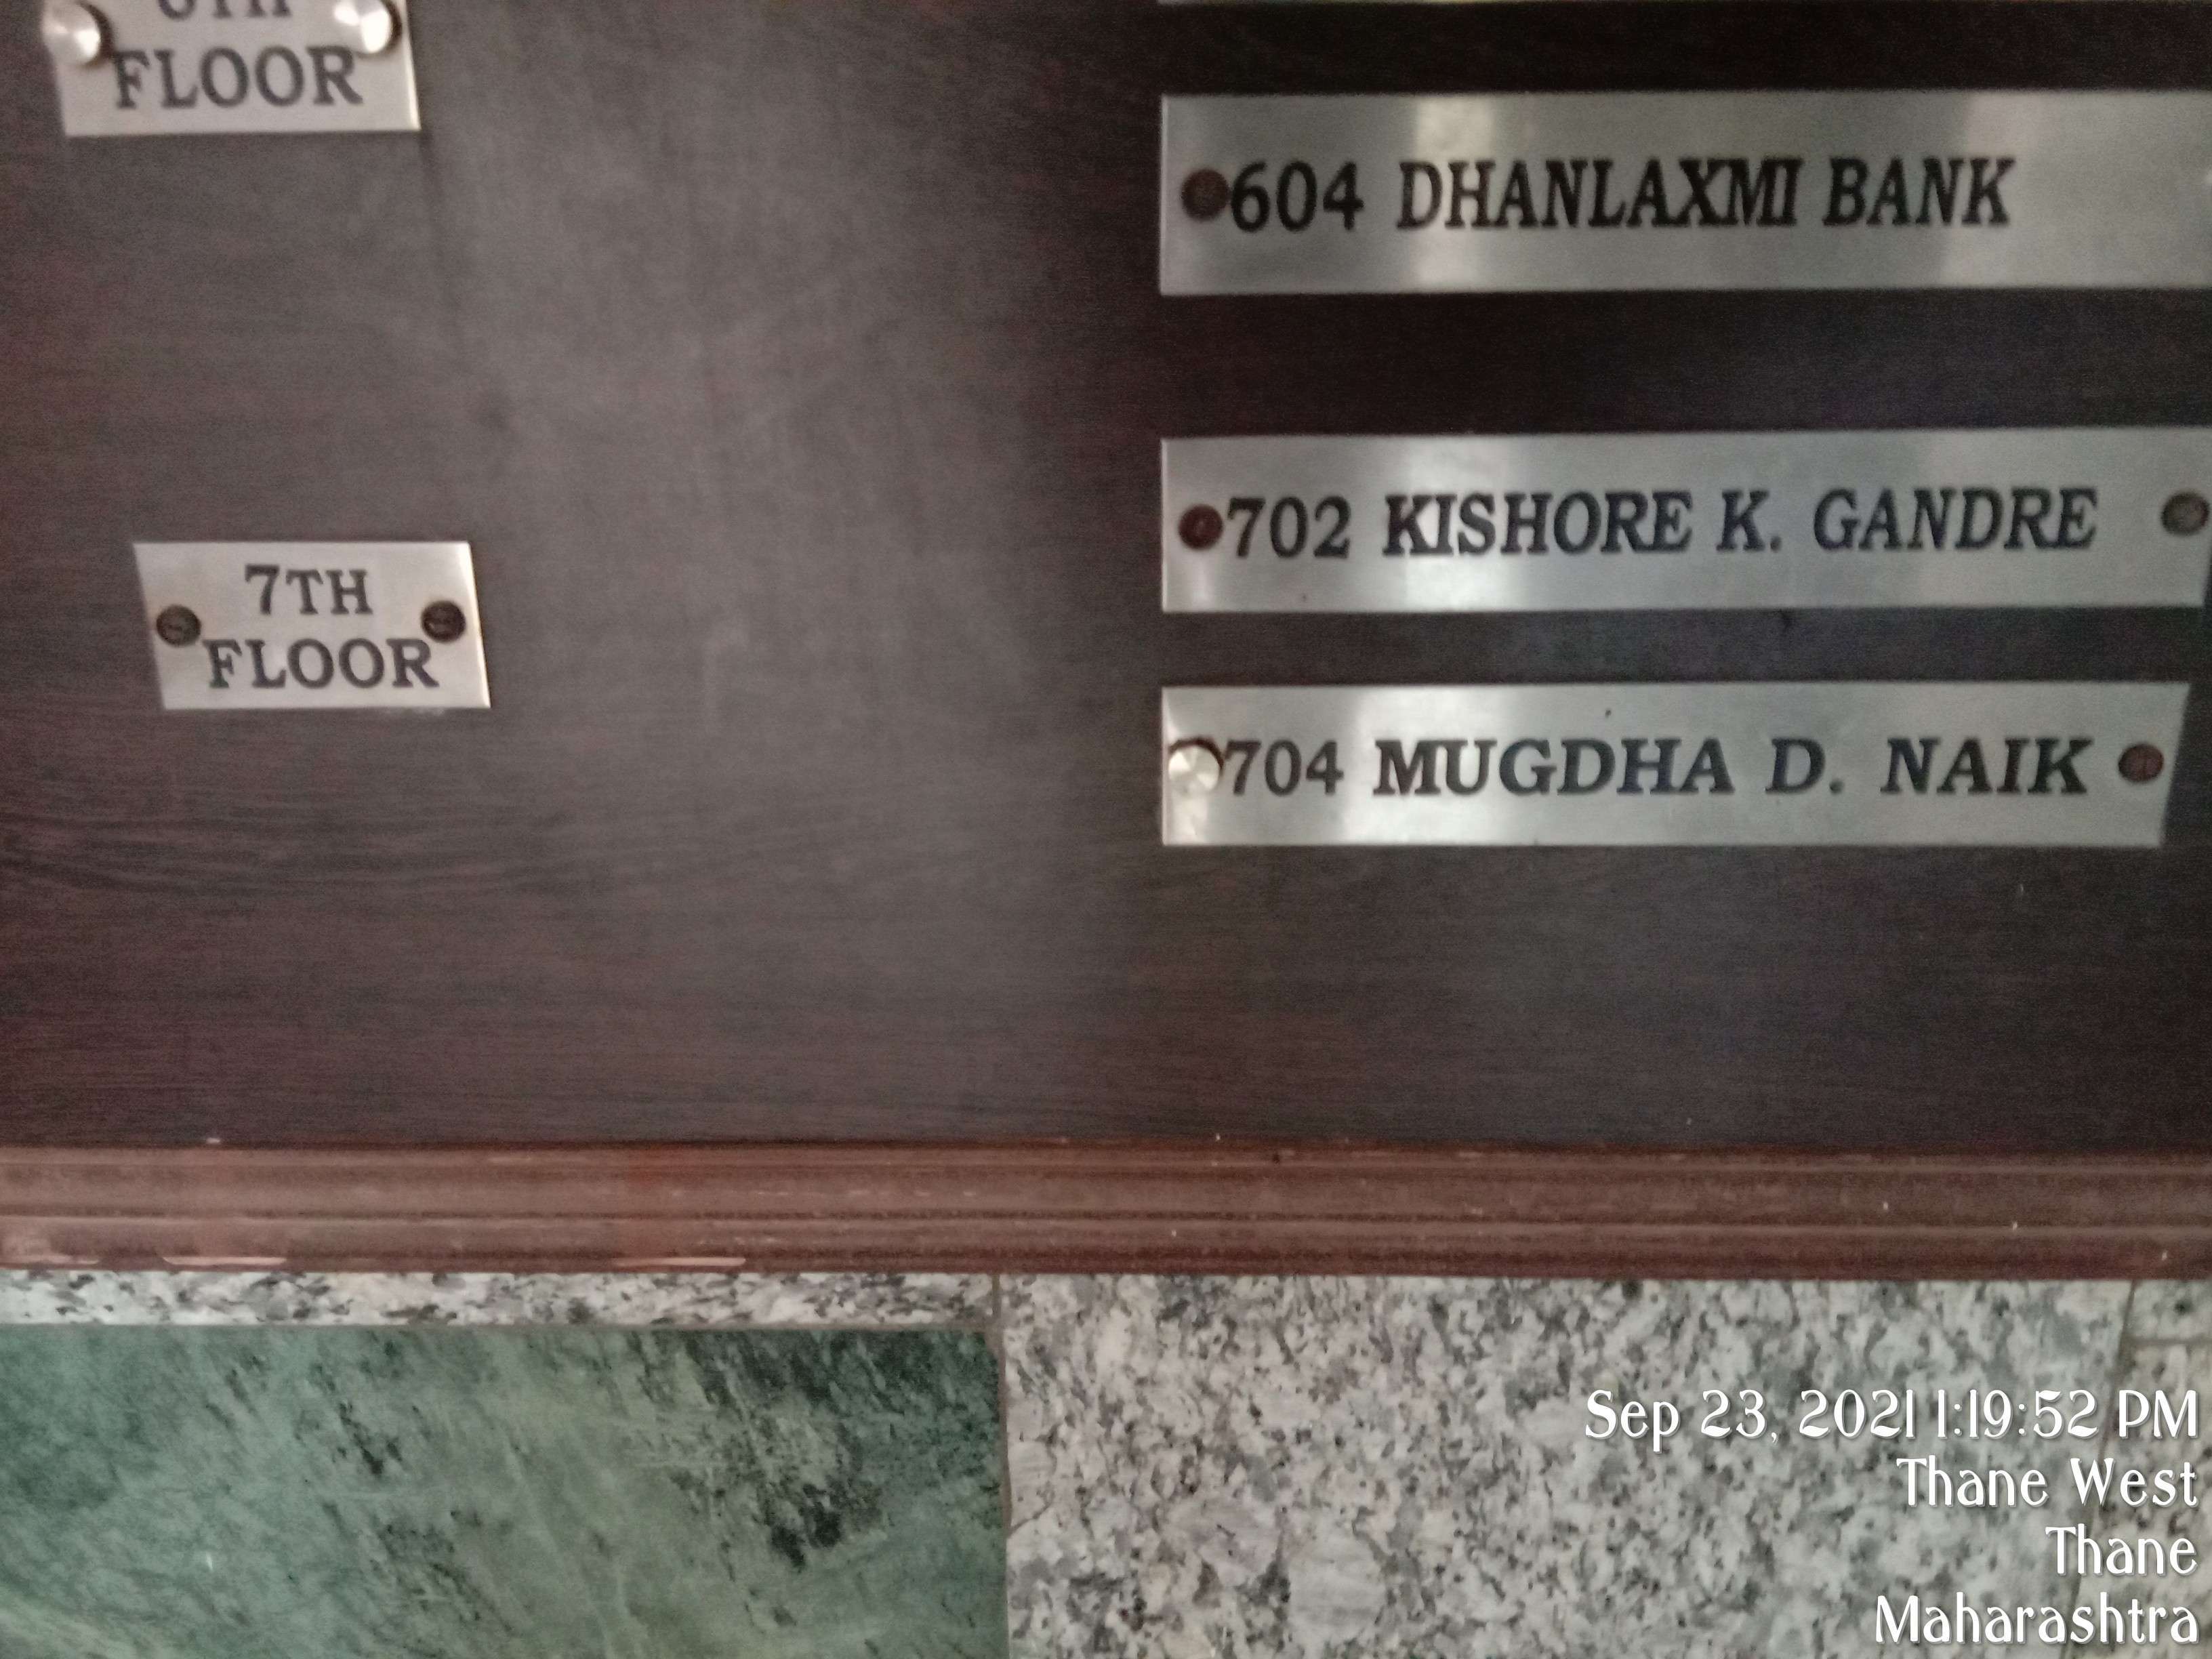 6TH
FLOOR
604 DHANLAXMI BANK
7TH
FLOOR
702 KISHORE K. GANDRE
704 MUGDHA D. NAIK
Sep 23, 2021 1:19:52 PM
Thane West
Thane
Maharashtra